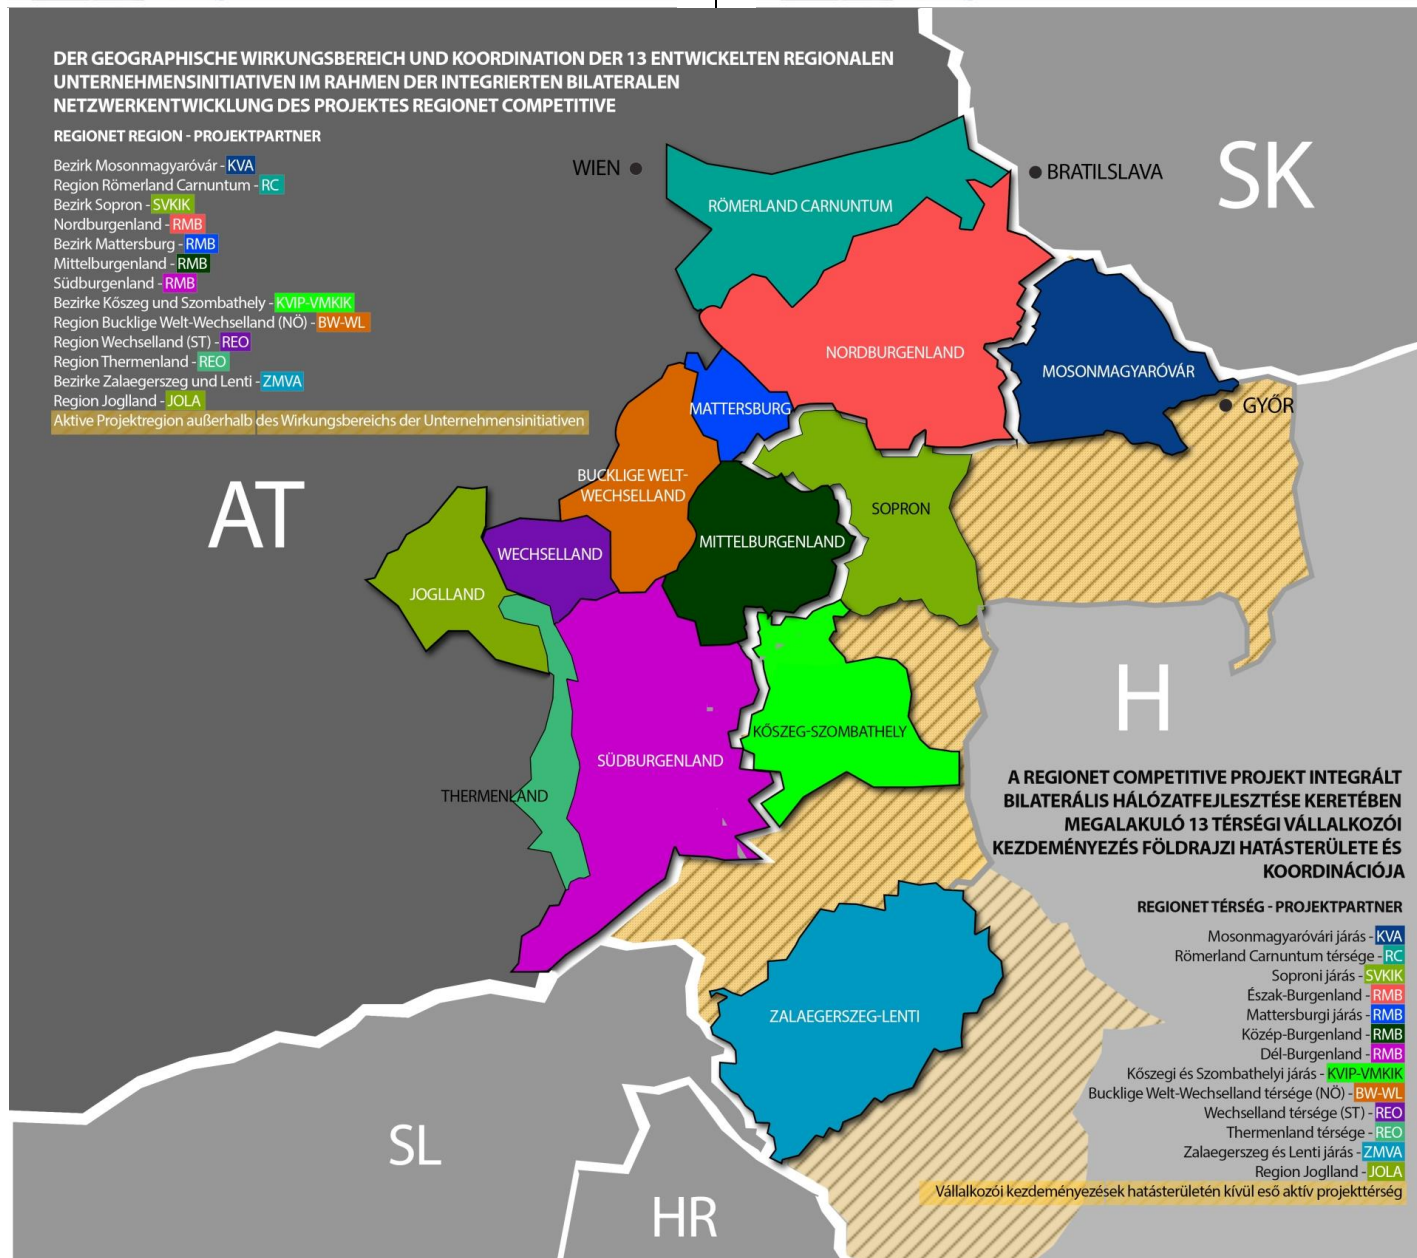 DER GEOGRAPHISCHE WIRKUNGSBEREICH UND KOORDINATION DER 13 ENTWICKELTEN REGIONALEN
UNTERNEHMENSINITIATIVEN IM RAHMEN DER INTEGRIERTEN BILATERALEN
NETZWERKENTWICKLUNG DES PROJEKTES REGIONET COMPETITIVE
REGIONET REGION - PROJEKTPARTNER
Bezirk Mosonmagyaróvár - KVA
Region Römerland Carnuntum - RC
Bezirk Sopron - SVKIK
Nordburgenland - RMB
Bezirk Mattersburg - RMB
Mittelburgenland - RMB
Südburgenland - RMB
Bezirke Kőszeg und Szombathely - KVIP-VMKIK
Region Bucklige Welt-Wechselland (NÖ) - BW-WL
Region Wechselland (ST) - REO
Region Thermenland - REO
Bezirke Zalaegerszeg und Lenti - ZMVA
Region Joglland - JOLA
Aktive Projektregion außerhalb des Wirkungsbereichs der Unternehmensinitiativen
WIEN
BRATILSLAVA
SK
RÖMERLAND CARNUNTUM
NORDBURGENLAND
MOSONMAGYARÓVÁR
GYŐR
MATTERSBURG
BUCKLIGE WELT-
WECHSELLAND
SOPRON
AT
MITTELBURGENLAND
WECHSELLAND
JOGLLAND
H
KŐSZEG-SZOMBATHELY
SÜDBURGENLAND
THERMENLAND
ZALAEGERSZEG-LENTI
SL
HR
A REGIONET COMPETITIVE PROJEKT INTEGRÁLT
BILATERÁLIS HÁLÓZATFEJLESZTÉSE KERETÉBEN
MEGALAKULÓ 13 TÉRSÉGI VÁLLALKOZÓI
KEZDEMÉNYEZÉS FÖLDRAJZI HATÁSTERÜLETE ÉS
KOORDINÁCIÓJA
REGIONET TÉRSÉG - PROJEKTPARTNER
Mosonmagyaróvári járás - KVA
Römerland Carnuntum térsége - RC
Soproni járás - SVKIK
Észak-Burgenland - RMB
Mattersburgi járás - RMB
Közép-Burgenland - RMB
Dél-Burgenland - RMB
Kőszegi és Szombathelyi járás - KVIP-VMKIK
Bucklige Welt-Wechselland térsége (NÖ) - BW-WL
Wechselland térsége (ST) - REO
Thermenland térsége - REO
Zalaegerszeg és Lenti járás - ZMVA
Region Joglland - JOLA
Vállalkozói kezdeményezések hatásterületén kívül eső aktív projekttérség